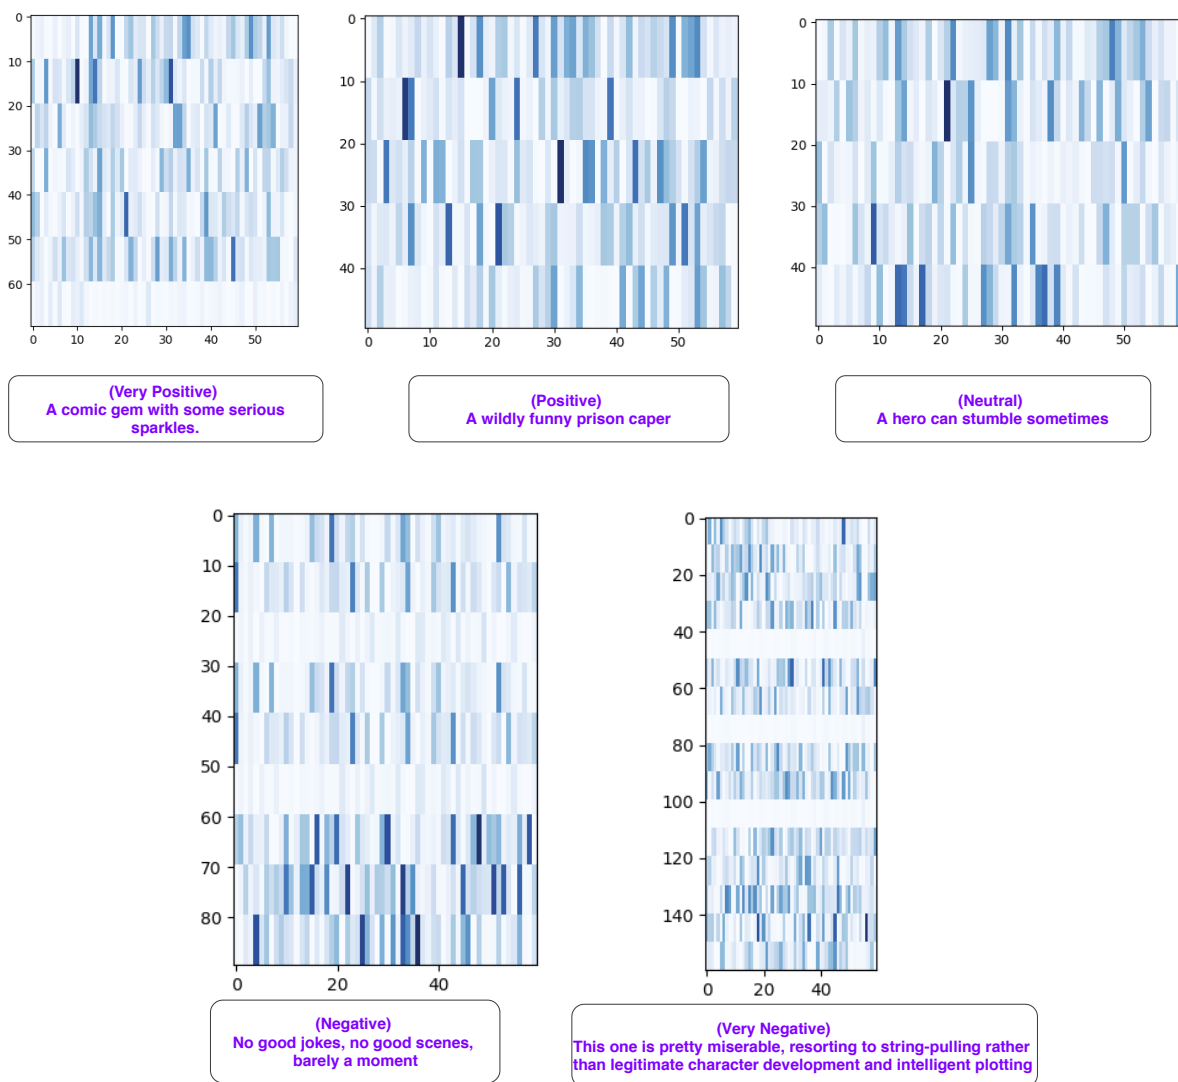 0
10
20
30
40
50
60
0 10 20 30 40 50
0
10
20
30
40
0 10 20 30 40 50
0
10
20
30
40
0 10 20 30 40 50
(Very Positive)
A comic gem with some serious
sparkles.
(Positive)
A wildly funny prison caper
(Neutral)
A hero can stumble sometimes
0
10
20
30
40
50
60
70
80
0 20 40
0
20
40
60
80
100
120
140
0 20 40
(Negative)
No good jokes, no good scenes,
barely a moment
(Very Negative)
This one is pretty miserable, resorting to string-pulling rather
than legitimate character development and intelligent plotting